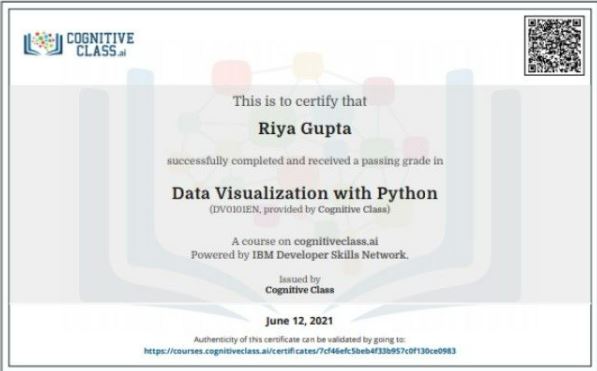 COGNITIVE
CLASS.ai
This is to certify that
Riya Gupta
successfully completed and received a passing grade in
Data Visualization with Python
(DV0101EN, provided by Cognitive Class)
A course on cognitiveclass.ai
Powered by IBM Developer Skills Network.
Issued by
Cognitive Class
June 12, 2021
Authenticity of this certificate can be validated by going to:
https://courses.cognitiveclass.ai/certificates/7cf46efc5beb4f33b957c0f130ce0983